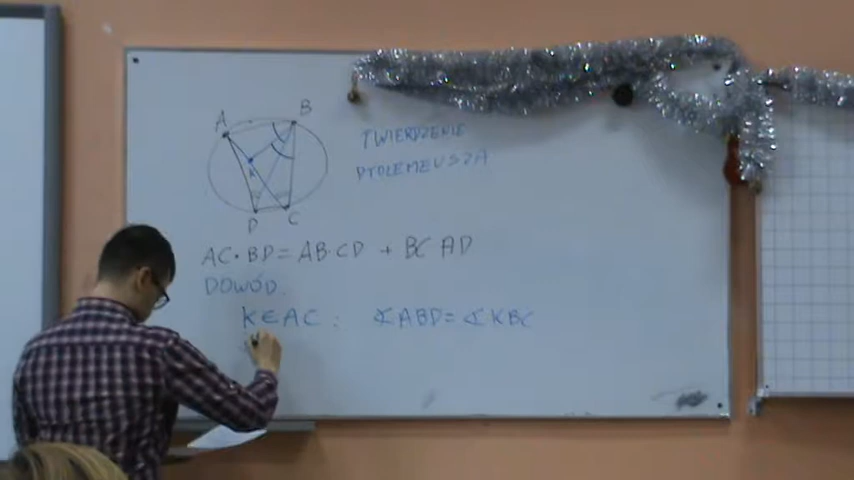 A B
TWIERDZENIE
PTOLEMEUSZA
K
D C
AC · BD = AB · CD + BC AD
DOWÓD.
K ∈ AC : ∢ABD = ∢KBC